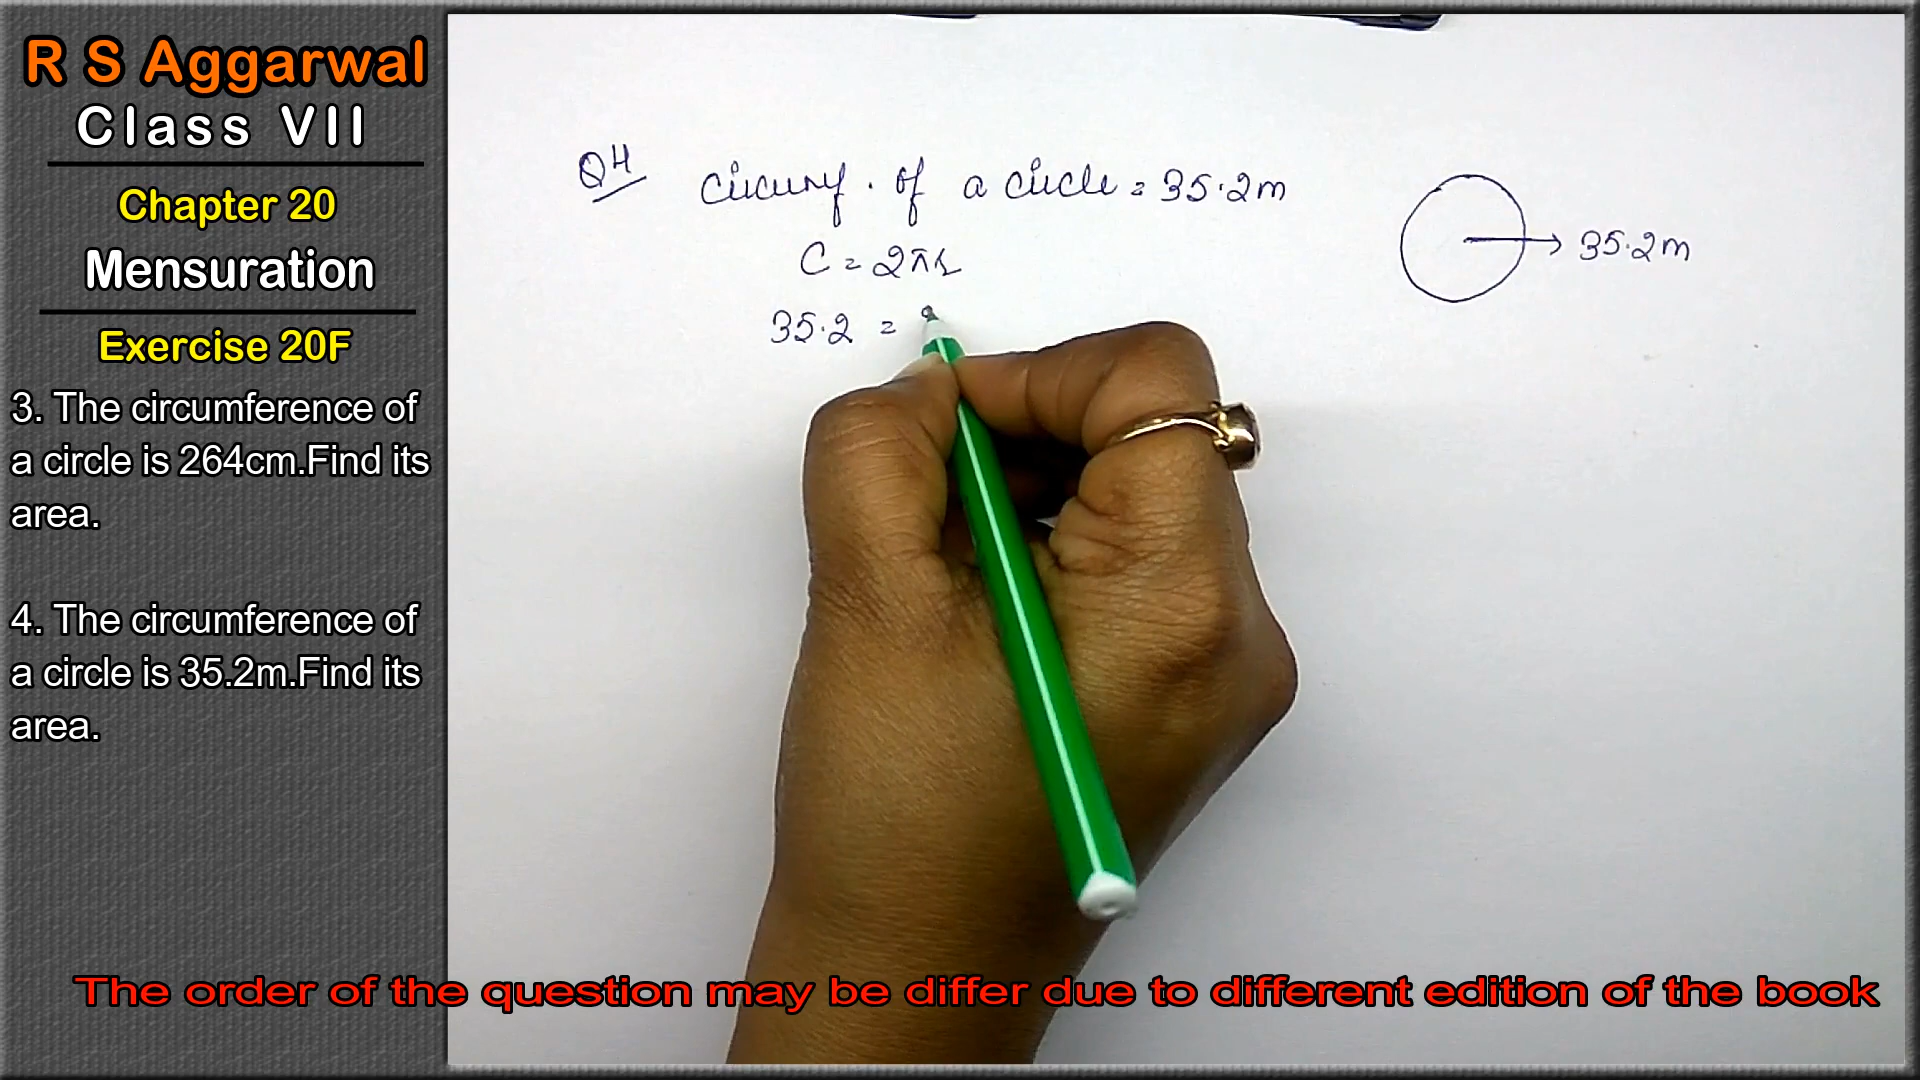 R S Aggarwal
Class VII
Chapter 20
Mensuration
Exercise 20F
3. The circumference of
a circle is 264cm.Find its
area.
4. The circumference of
a circle is 35.2m.Find its
area.
Q4 Circumf. of a circle = 35.2m
C = 2πr
35.2 =
35.2m
The order of the question may be differ due to different edition of the book